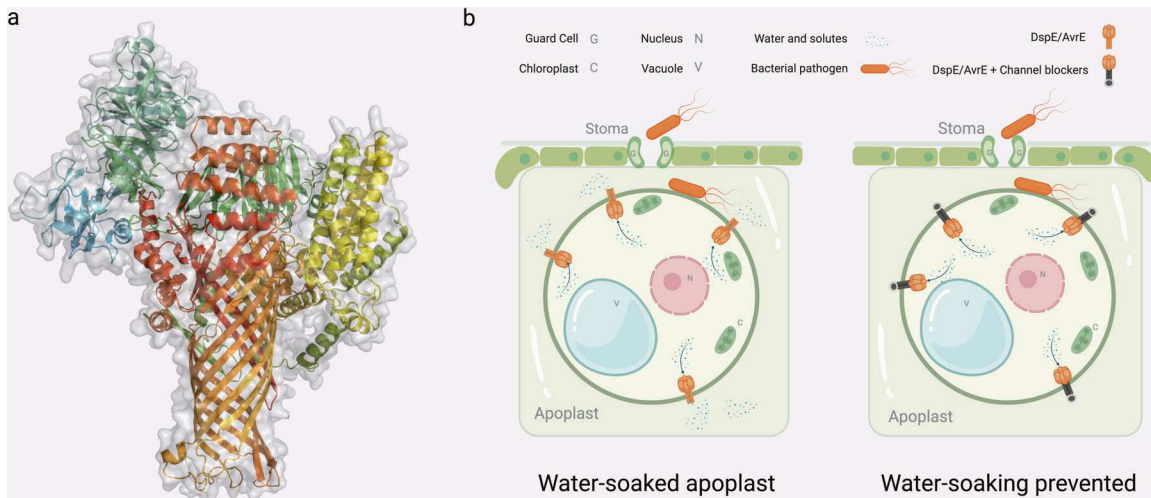 a
b
Guard Cell G
Nucleus N
Water and solutes
DspE/AvrE
Chloroplast C
Vacuole V
Bacterial pathogen
DspE/AvrE + Channel blockers
Stoma
G G
N
V
C
Apoplast
Water-soaked apoplast
Stoma
G G
N
V
C
Apoplast
Water-soaking prevented